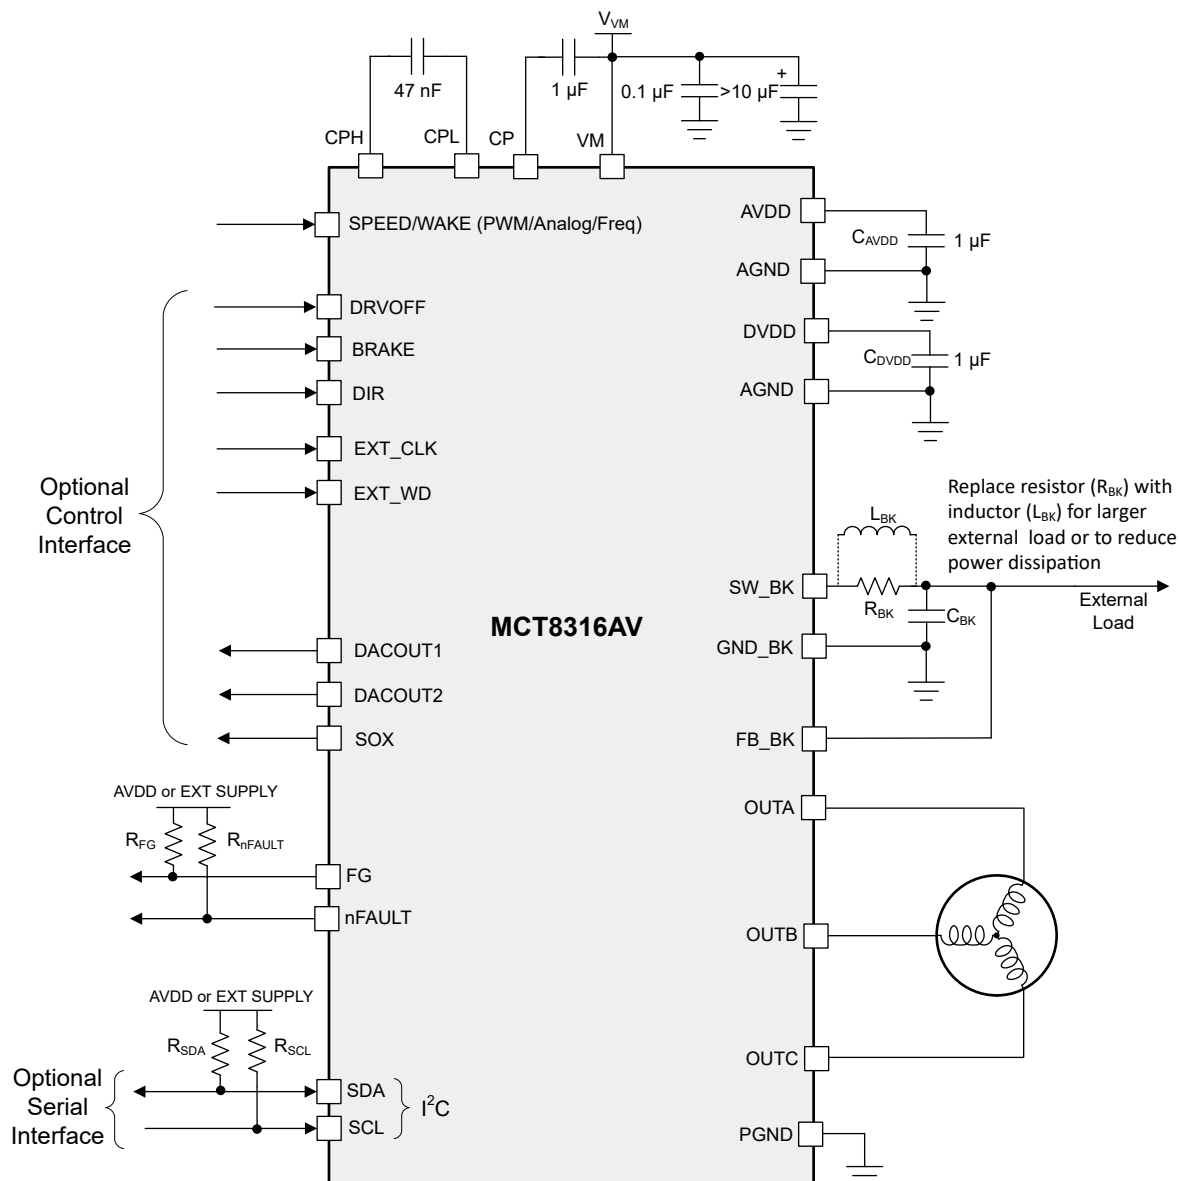 V_VM
47 nF
1 µF
0.1 µF
>10 µF
+
CPH
CPL
CP
VM
SPEED/WAKE (PWM/Analog/Freq)
AVDD
C_AVDD
1 µF
AGND
DRVOFF
DVDD
BRAKE
C_DVDD
1 µF
DIR
AGND
EXT_CLK
EXT_WD
Optional
Control
Interface
Replace resistor (R_BK) with
inductor (L_BK) for larger
external load or to reduce
power dissipation
L_BK
SW_BK
R_BK
C_BK
External
Load
MCT8316AV
GND_BK
DACOUT1
DACOUT2
SOX
FB_BK
AVDD or EXT SUPPLY
R_FG
R_nFAULT
OUTA
FG
nFAULT
OUTB
AVDD or EXT SUPPLY
R_SDA
R_SCL
OUTC
Optional
Serial
Interface
SDA
SCL
I²C
PGND